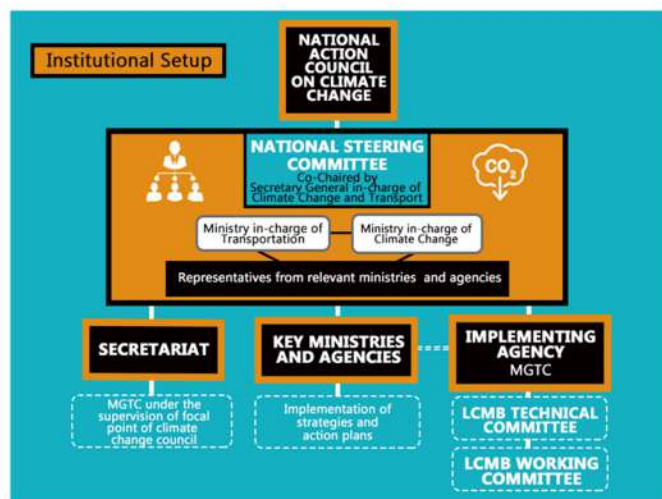 Institutional Setup
NATIONAL
ACTION
COUNCIL
ON CLIMATE
CHANGE
NATIONAL STEERING
COMMITTEE
Co-Chaired by
Secretary General in-charge of
Climate Change and Transport
CO2
Ministry in-charge of
Transportation
Ministry in-charge of
Climate Change
Representatives from relevant ministries and agencies
SECRETARIAT
MGTC under the
supervision of focal
point of climate
change council
KEY MINISTRIES
AND AGENCIES
Implementation of
strategies and
action plans
IMPLEMENTING
AGENCY
MGTC
LCMB TECHNICAL
COMMITTEE
LCMB WORKING
COMMITTEE